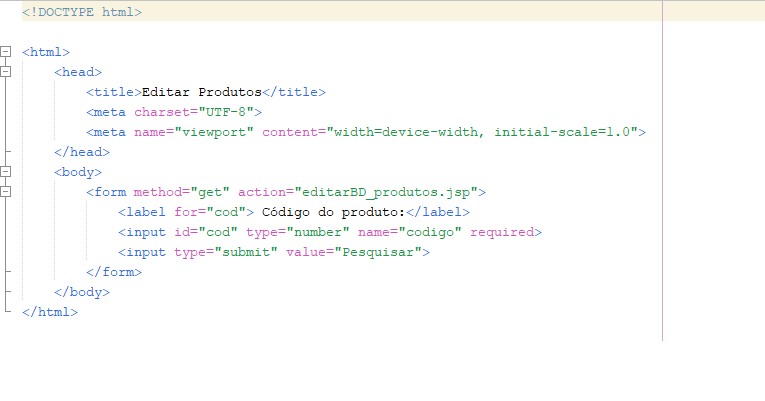 <!DOCTYPE html>
<html>
<head>
<title>Editar Produtos</title>
<meta charset="UTF-8">
<meta name="viewport" content="width=device-width, initial-scale=1.0">
</head>
<body>
<form method="get" action="editarBD_produtos.jsp">
<label for="cod"> Código do produto:</label>
<input id="cod" type="number" name="codigo" required>
<input type="submit" value="Pesquisar">
</form>
</body>
</html>